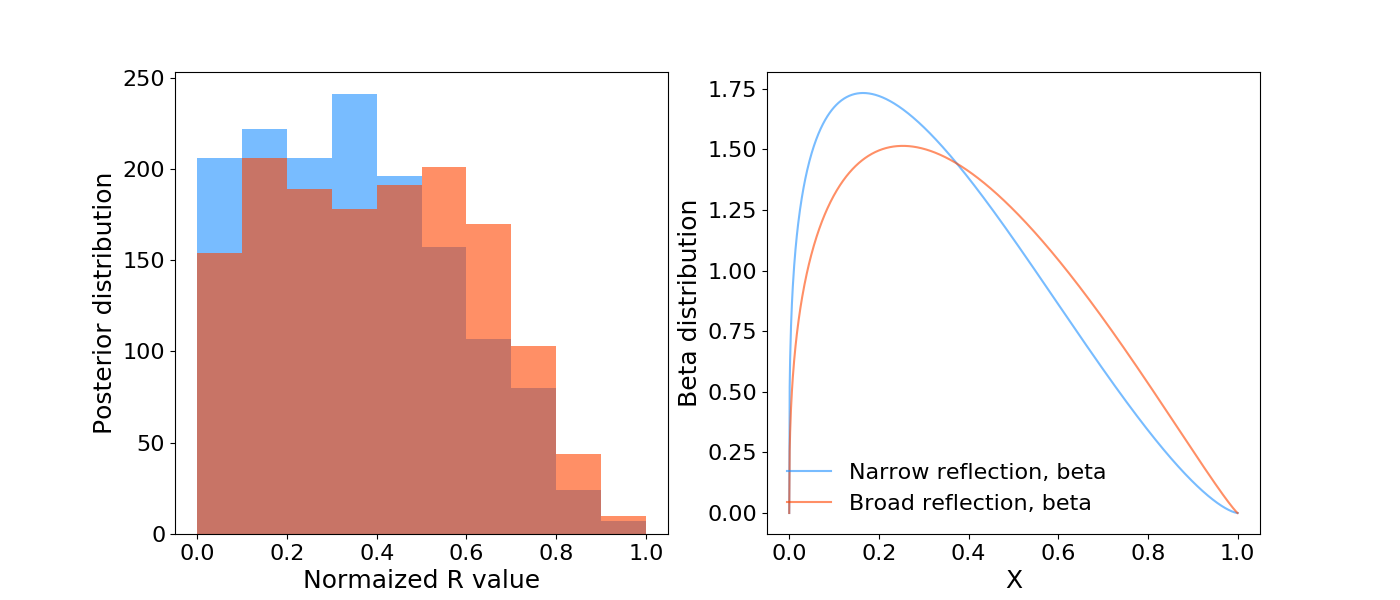 Posterior distribution
250
200
150
100
50
0
0.0 0.2 0.4 0.6 0.8 1.0
Normaized R value
Beta distribution
1.75
1.50
1.25
1.00
0.75
0.50
0.25
0.00
Narrow reflection, beta
Broad reflection, beta
0.0 0.2 0.4 0.6 0.8 1.0
X